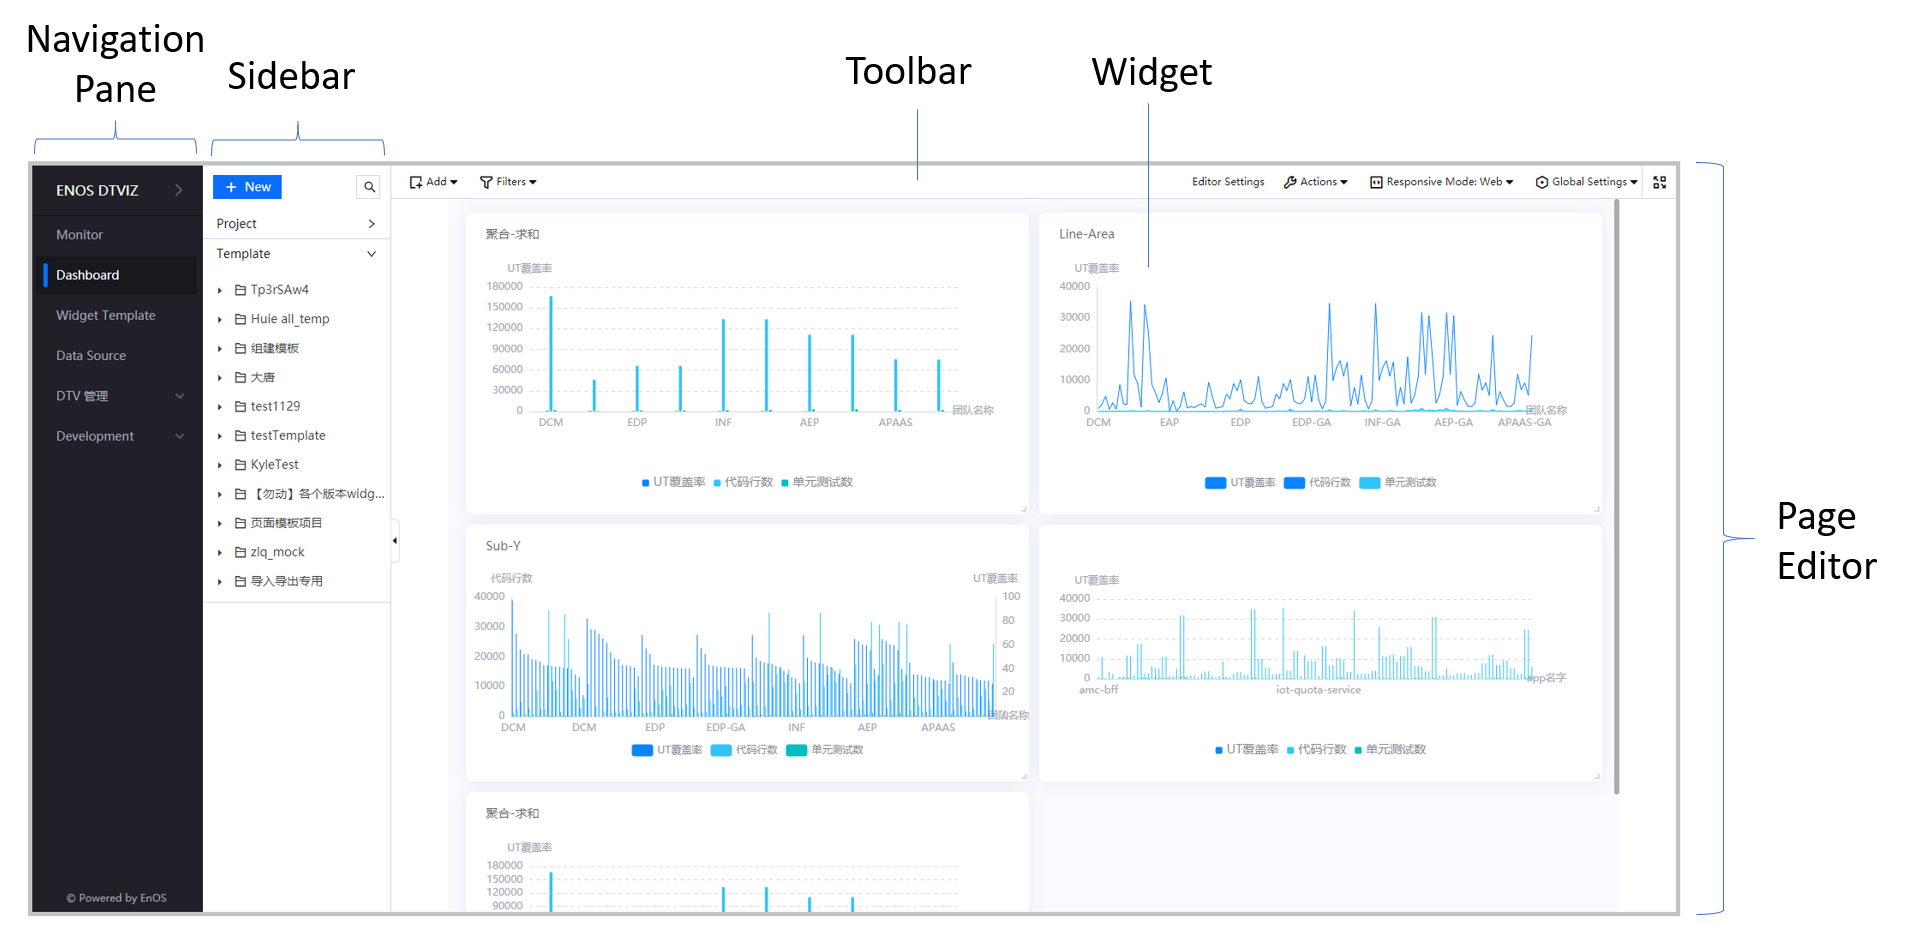 Navigation
Pane
Sidebar
Toolbar
Widget
Page
Editor
ENOS DTVIZ
Monitor
Dashboard
Widget Template
Data Source
DTV 管理
Development
© Powered by EnOS
New
Project
Template
Tp3rSAw4
Huie all_temp
组建模板
大唐
test1129
testTemplate
KyleTest
【勿动】各个版本widg...
页面模板项目
zlq_mock
导入导出专用
Add
Filters
Editor Settings
Actions
Responsive Mode: Web
Global Settings
聚合-求和
UT覆盖率
180000
150000
120000
90000
60000
30000
0
团队名称
DCM EDP INF AEP APAAS
UT覆盖率 代码行数 单元测试数
Line-Area
UT覆盖率
40000
30000
20000
10000
0
团队名称
DCM EAP EDP EDP-GA INF-GA AEP-GA APAAS-GA
UT覆盖率 代码行数 单元测试数
Sub-Y
代码行数 UT覆盖率
40000 100
80
30000
60
20000
40
10000
20
0
团队名称
DCM DCM EDP EDP-GA INF AEP APAAS
UT覆盖率 代码行数 单元测试数
UT覆盖率
40000
30000
20000
10000
0
app名字
amc-bff iot-quota-service
UT覆盖率 代码行数 单元测试数
聚合-求和
UT覆盖率
180000
150000
120000
90000